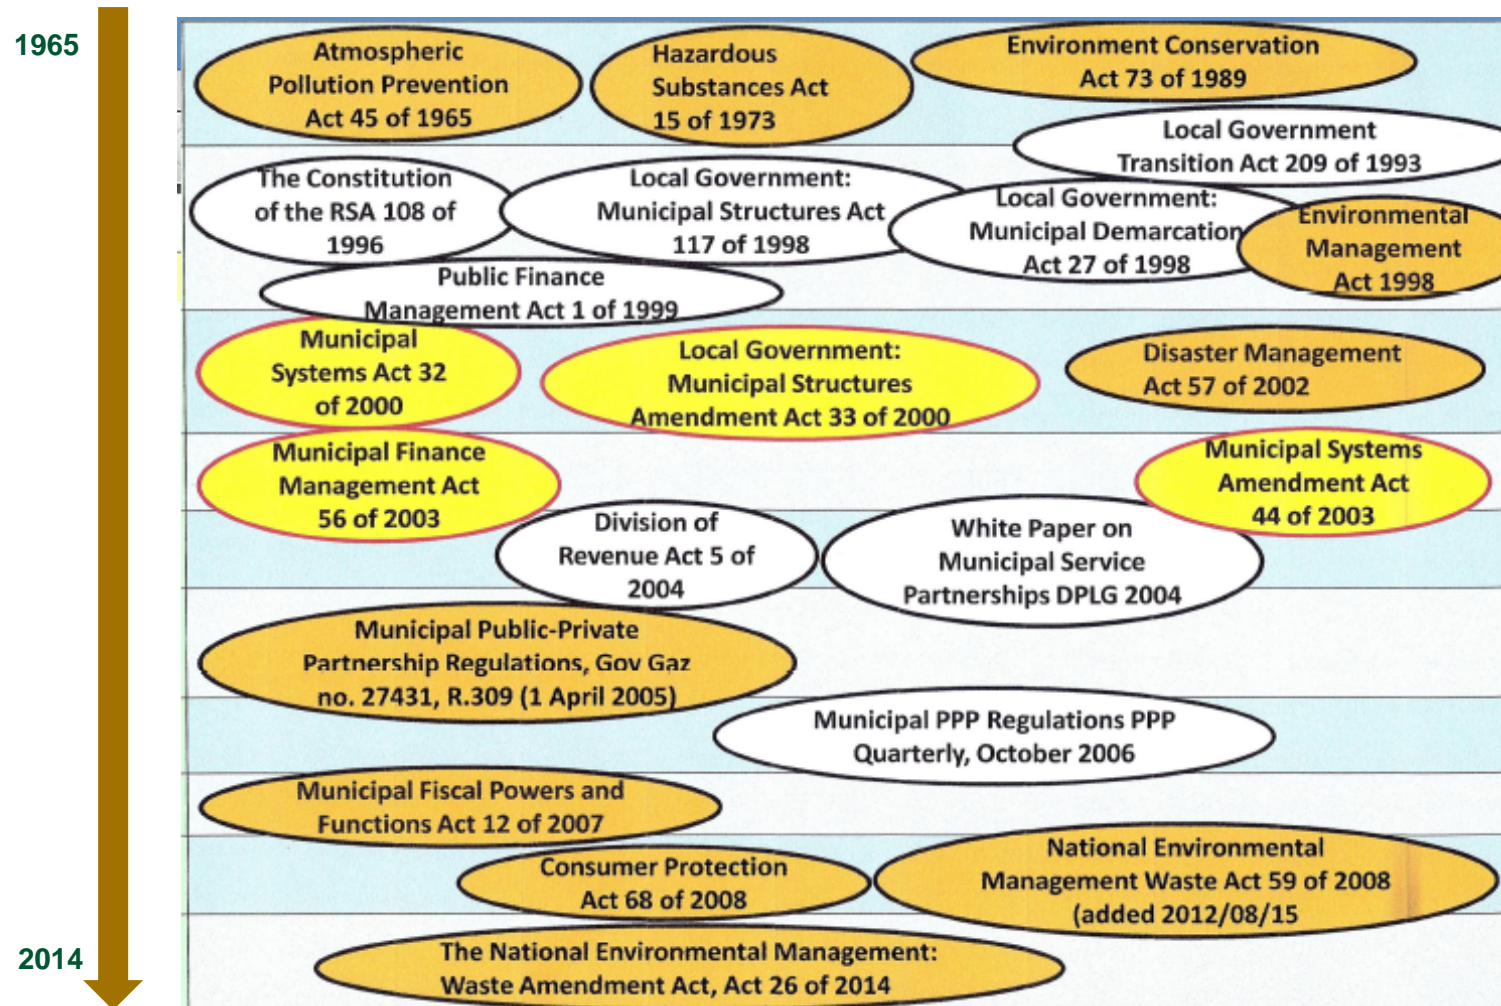 1965
Atmospheric
Pollution Prevention
Act 45 of 1965
Hazardous
Substances Act
15 of 1973
Environment Conservation
Act 73 of 1989
Local Government
Transition Act 209 of 1993
The Constitution
of the RSA 108 of
1996
Local Government:
Municipal Structures Act
117 of 1998
Local Government:
Municipal Demarcation
Act 27 of 1998
Environmental
Management
Act 1998
Public Finance
Management Act 1 of 1999
Municipal
Systems Act 32
of 2000
Local Government:
Municipal Structures
Amendment Act 33 of 2000
Disaster Management
Act 57 of 2002
Municipal Finance
Management Act
56 of 2003
Municipal Systems
Amendment Act
44 of 2003
Division of
Revenue Act 5 of
2004
White Paper on
Municipal Service
Partnerships DPLG 2004
Municipal Public-Private
Partnership Regulations, Gov Gaz
no. 27431, R.309 (1 April 2005)
Municipal PPP Regulations PPP
Quarterly, October 2006
Municipal Fiscal Powers and
Functions Act 12 of 2007
Consumer Protection
Act 68 of 2008
National Environmental
Management Waste Act 59 of 2008
(added 2012/08/15
2014
The National Environmental Management:
Waste Amendment Act, Act 26 of 2014